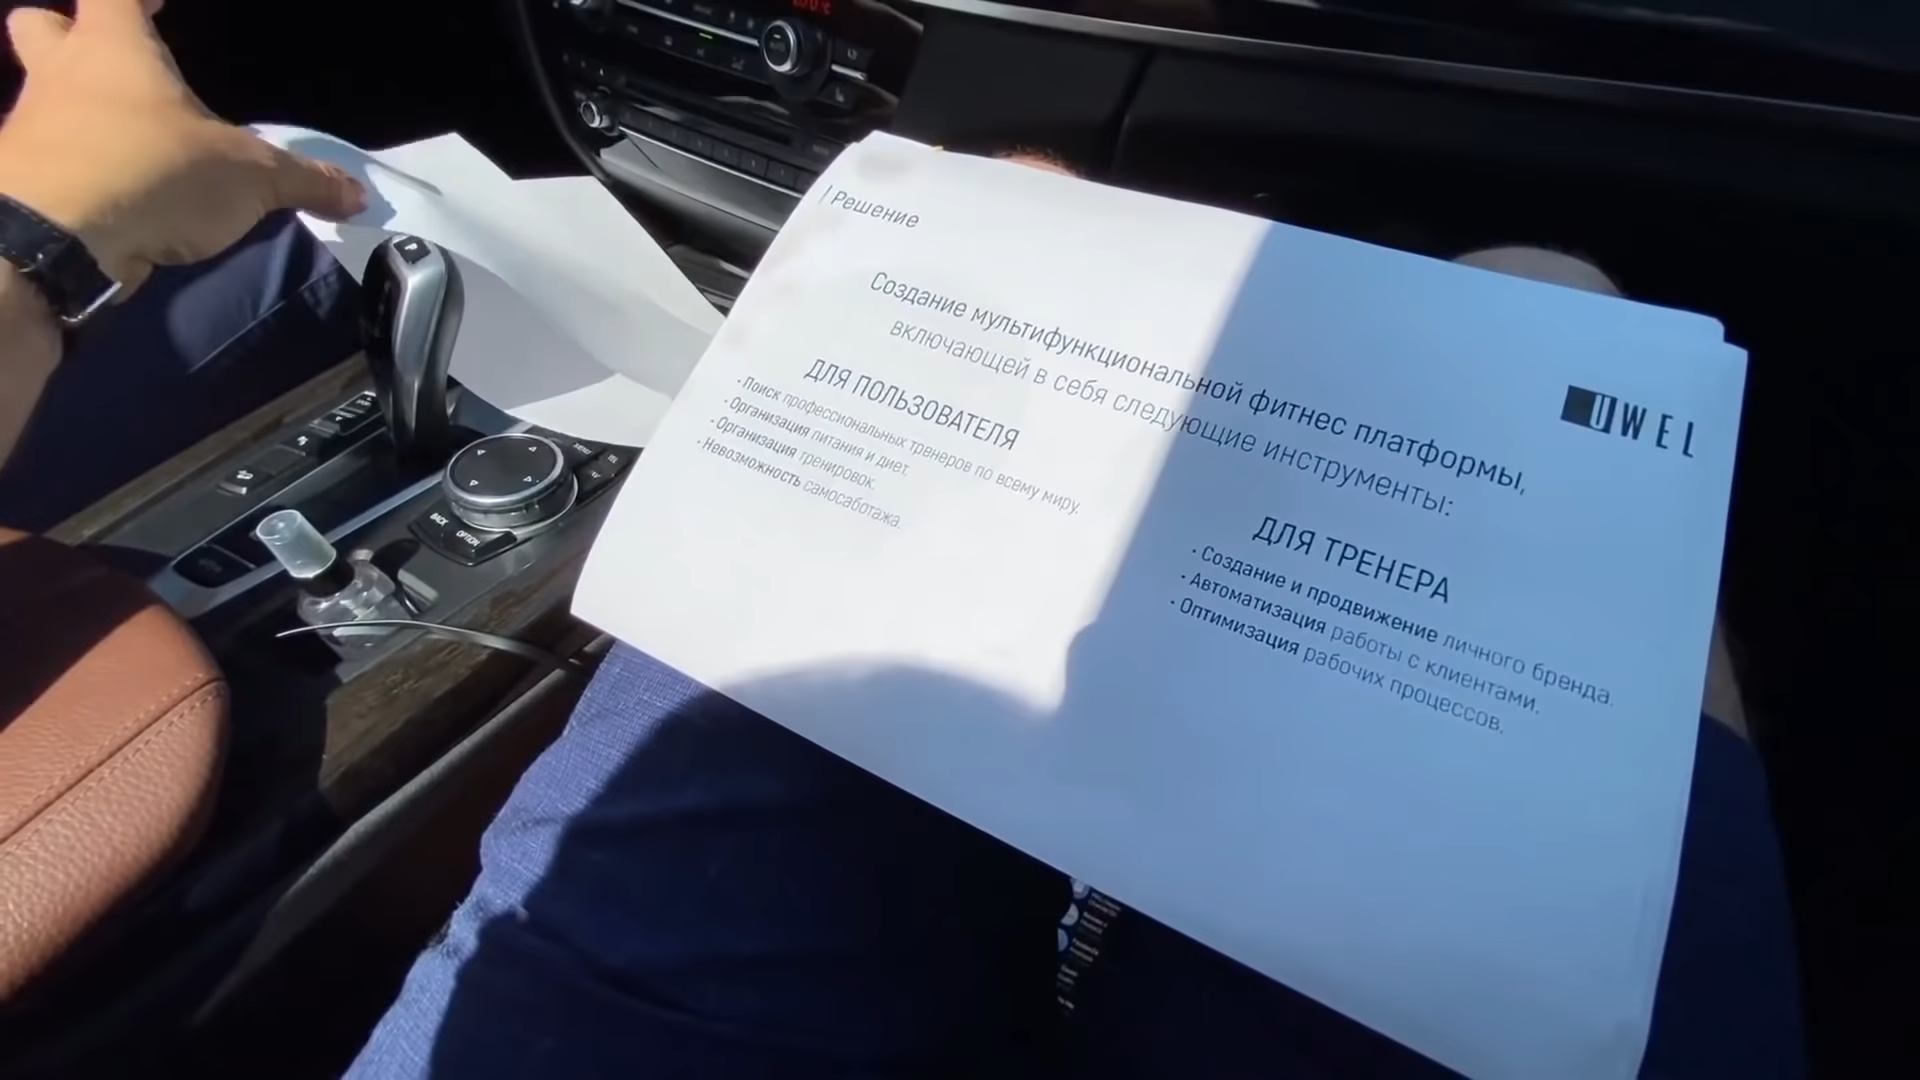 | Решение
Создание мультифункциональной фитнес платформы,
включающей в себя следующие инструменты:
UWEL
ДЛЯ ПОЛЬЗОВАТЕЛЯ
· Поиск профессиональных тренеров по всему миру.
· Организация питания и диет.
· Организация тренировок.
· Невозможность самосаботажа.
ДЛЯ ТРЕНЕРА
· Создание и продвижение личного бренда.
· Автоматизация работы с клиентами.
· Оптимизация рабочих процессов.
P
MENU
TEL
BACK
OPTION